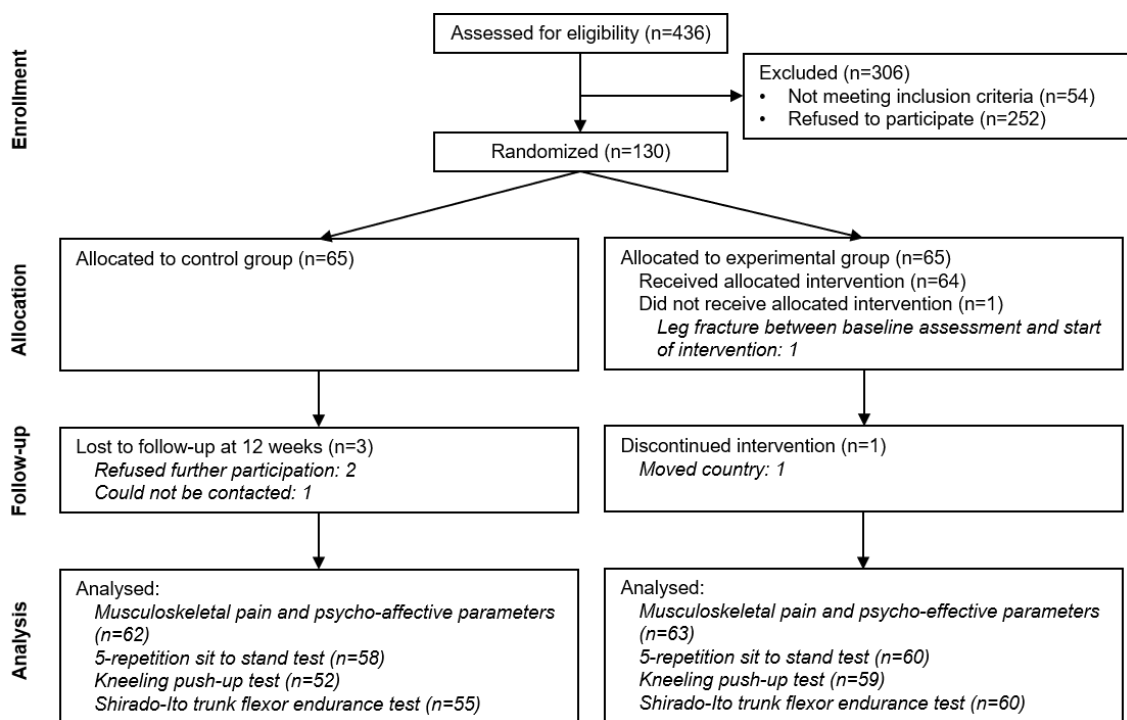 Enrollment
Assessed for eligibility (n=436)
Excluded (n=306)
• Not meeting inclusion criteria (n=54)
• Refused to participate (n=252)
Randomized (n=130)
Allocation
Allocated to control group (n=65)
Allocated to experimental group (n=65)
Received allocated intervention (n=64)
Did not receive allocated intervention (n=1)
Leg fracture between baseline assessment and start
of intervention: 1
Follow-up
Lost to follow-up at 12 weeks (n=3)
Refused further participation: 2
Could not be contacted: 1
Discontinued intervention (n=1)
Moved country: 1
Analysis
Analysed:
Musculoskeletal pain and psycho-affective parameters
(n=62)
5-repetition sit to stand test (n=58)
Kneeling push-up test (n=52)
Shirado-Ito trunk flexor endurance test (n=55)
Analysed:
Musculoskeletal pain and psycho-effective parameters
(n=63)
5-repetition sit to stand test (n=60)
Kneeling push-up test (n=59)
Shirado-Ito trunk flexor endurance test (n=60)